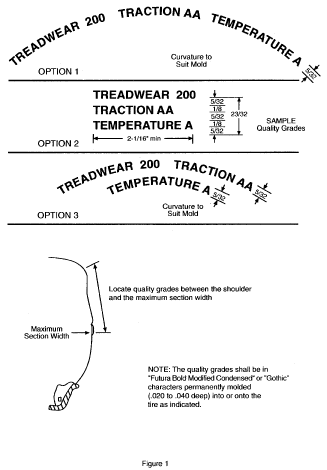 TREADWEAR 200 TRACTION AA TEMPERATURE A
5/32
Curvature to
Suit Mold
OPTION 1
TREADWEAR 200
TRACTION AA
TEMPERATURE A
5/32
1/8
5/32
1/8
5/32
23/32
SAMPLE
Quality Grades
2-1/16" min
OPTION 2
TREADWEAR 200 TRACTION AA
TEMPERATURE A
5/32
5/32
Curvature to
Suit Mold
OPTION 3
Locate quality grades between the shoulder
and the maximum section width
Maximum
Section Width
NOTE: The quality grades shall be in
"Futura Bold Modified Condensed" or "Gothic"
characters permanently molded
(.020 to .040 deep) into or onto the
tire as indicated.
Figure 1